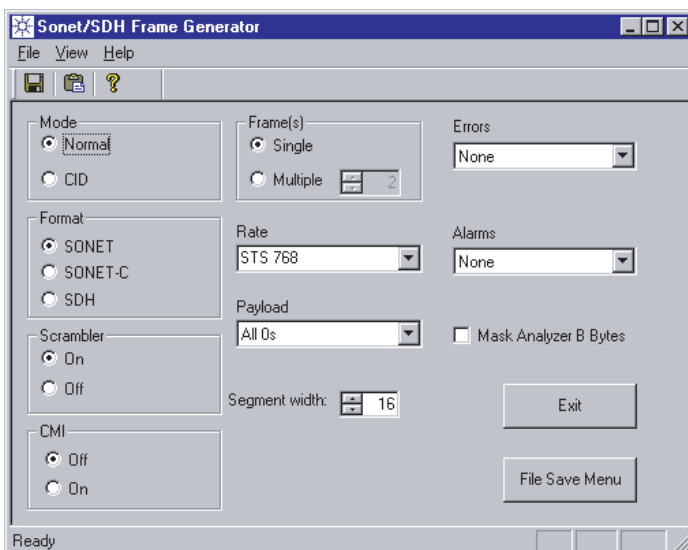 Sonet/SDH Frame Generator
File View Help
Mode
Normal
CID
Frame(s)
Single
Multiple 2
Errors
None
Format
SONET
SONET-C
SDH
Rate
STS 768
Alarms
None
Payload
All 0s
Mask Analyzer B Bytes
Scrambler
On
Off
Segment width: 16
Exit
CMI
Off
On
File Save Menu
Ready